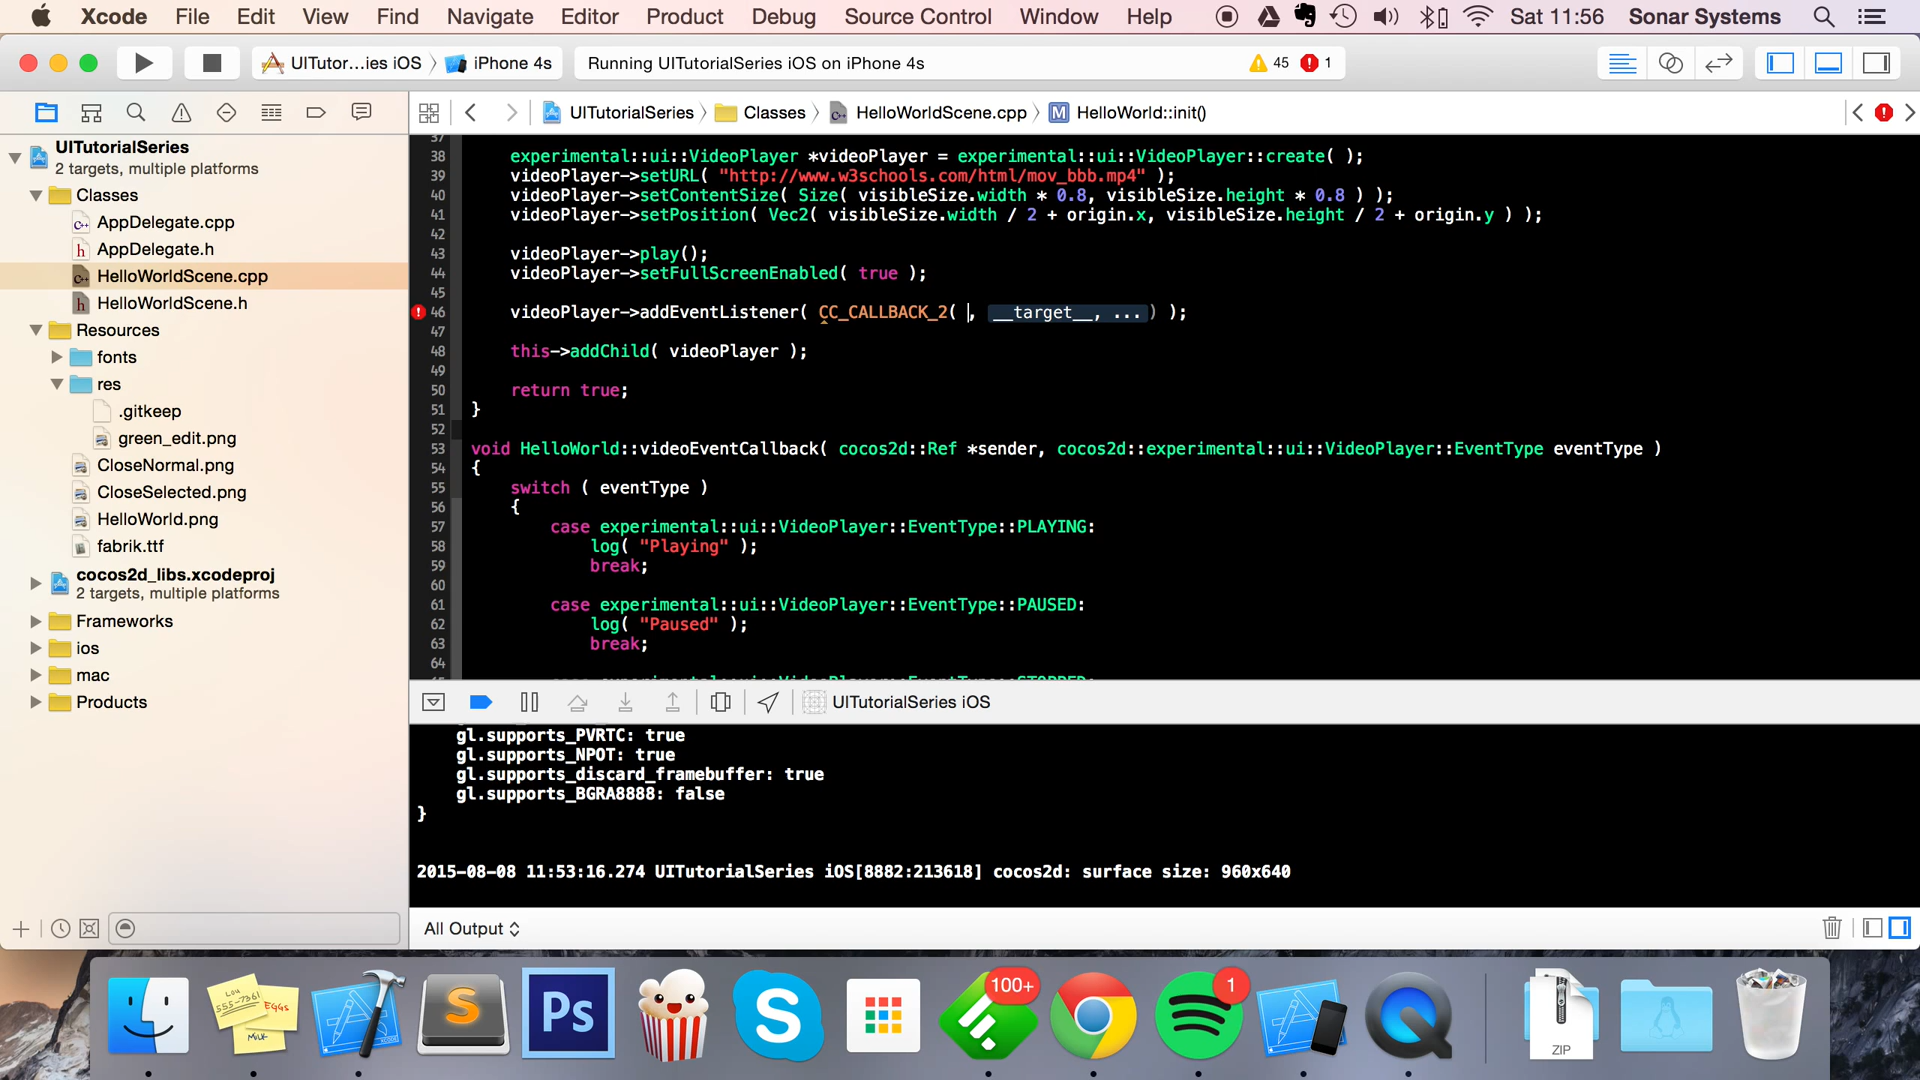 Xcode File Edit View Find Navigate Editor Product Debug Source Control Window Help Sat 11:56 Sonar Systems
UITutor...ies iOS iPhone 4s Running UITutorialSeries iOS on iPhone 4s 45 1
UITutorialSeries
2 targets, multiple platforms
Classes
AppDelegate.cpp
AppDelegate.h
HelloWorldScene.cpp
HelloWorldScene.h
Resources
fonts
res
.gitkeep
green_edit.png
CloseNormal.png
CloseSelected.png
HelloWorld.png
fabrik.ttf
cocos2d_libs.xcodeproj
2 targets, multiple platforms
Frameworks
ios
mac
Products
UITutorialSeries Classes HelloWorldScene.cpp M HelloWorld::init()
37
38 experimental::ui::VideoPlayer *videoPlayer = experimental::ui::VideoPlayer::create( );
39 videoPlayer->setURL( "http://www.w3schools.com/html/mov_bbb.mp4" );
40 videoPlayer->setContentSize( Size( visibleSize.width * 0.8, visibleSize.height * 0.8 ) );
41 videoPlayer->setPosition( Vec2( visibleSize.width / 2 + origin.x, visibleSize.height / 2 + origin.y ) );
42
43 videoPlayer->play();
44 videoPlayer->setFullScreenEnabled( true );
45
46 videoPlayer->addEventListener( CC_CALLBACK_2( , __target__, ...) );
48 this->addChild( videoPlayer );
49
50 return true;
51 }
52
53 void HelloWorld::videoEventCallback( cocos2d::Ref *sender, cocos2d::experimental::ui::VideoPlayer::EventType eventType )
54 {
55 switch ( eventType )
56 {
57 case experimental::ui::VideoPlayer::EventType::PLAYING:
58 log( "Playing" );
59 break;
60
61 case experimental::ui::VideoPlayer::EventType::PAUSED:
62 log( "Paused" );
63 break;
64
UITutorialSeries iOS
gl.supports_PVRTC: true
gl.supports_NPOT: true
gl.supports_discard_framebuffer: true
gl.supports_BGRA8888: false
}
2015-08-08 11:53:16.274 UITutorialSeries iOS[8882:213618] cocos2d: surface size: 960x640
All Output
LOU
555-7361
EGGS
MILK
S
Ps
S
100+
1
ZIP